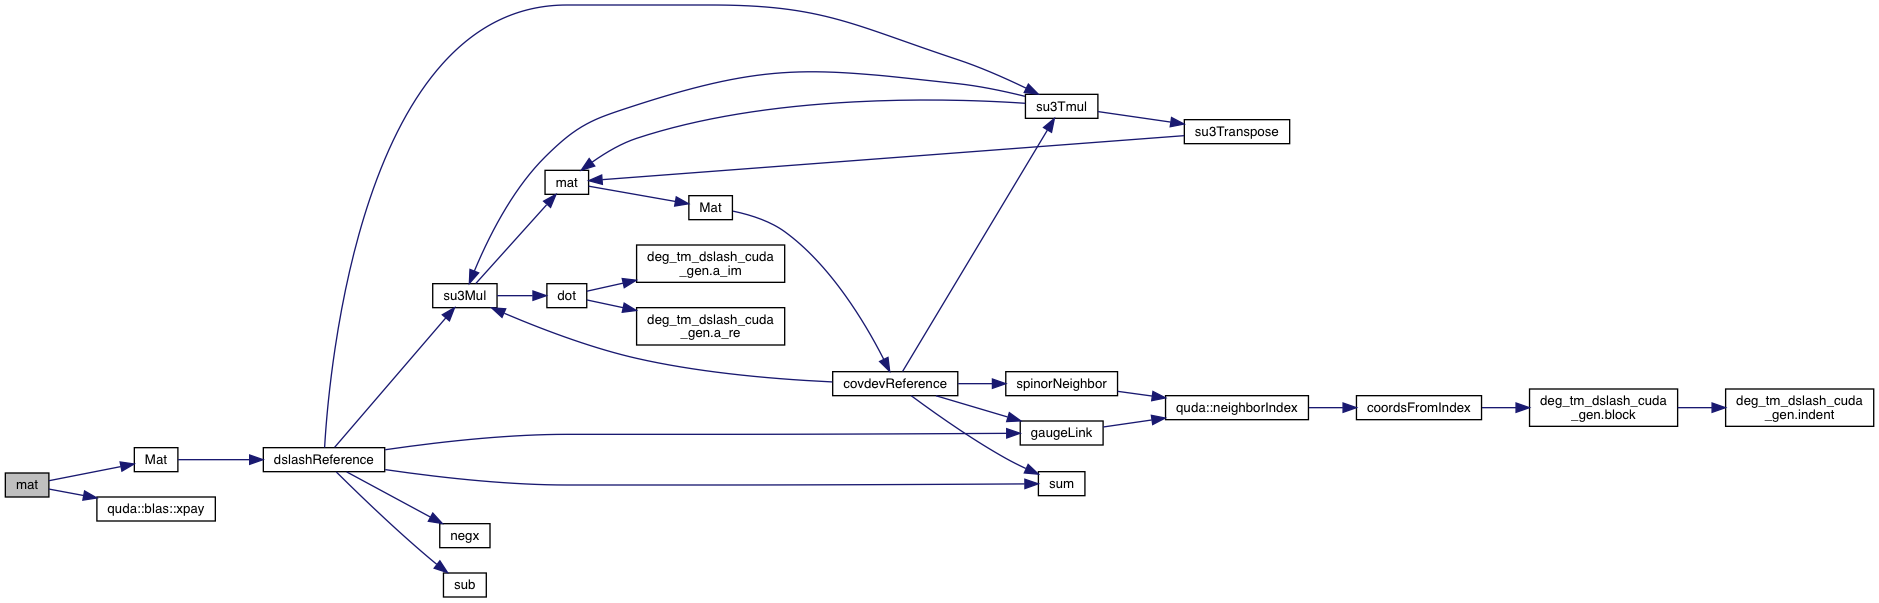 su3Tmul
su3Transpose
mat
Mat
deg_tm_dslash_cuda
_gen.a_im
su3Mul
dot
deg_tm_dslash_cuda
_gen.a_re
covdevReference
spinorNeighbor
quda::neighborIndex
coordsFromIndex
deg_tm_dslash_cuda
_gen.block
deg_tm_dslash_cuda
_gen.indent
gaugeLink
Mat
dslashReference
mat
sum
quda::blas::xpay
negx
sub